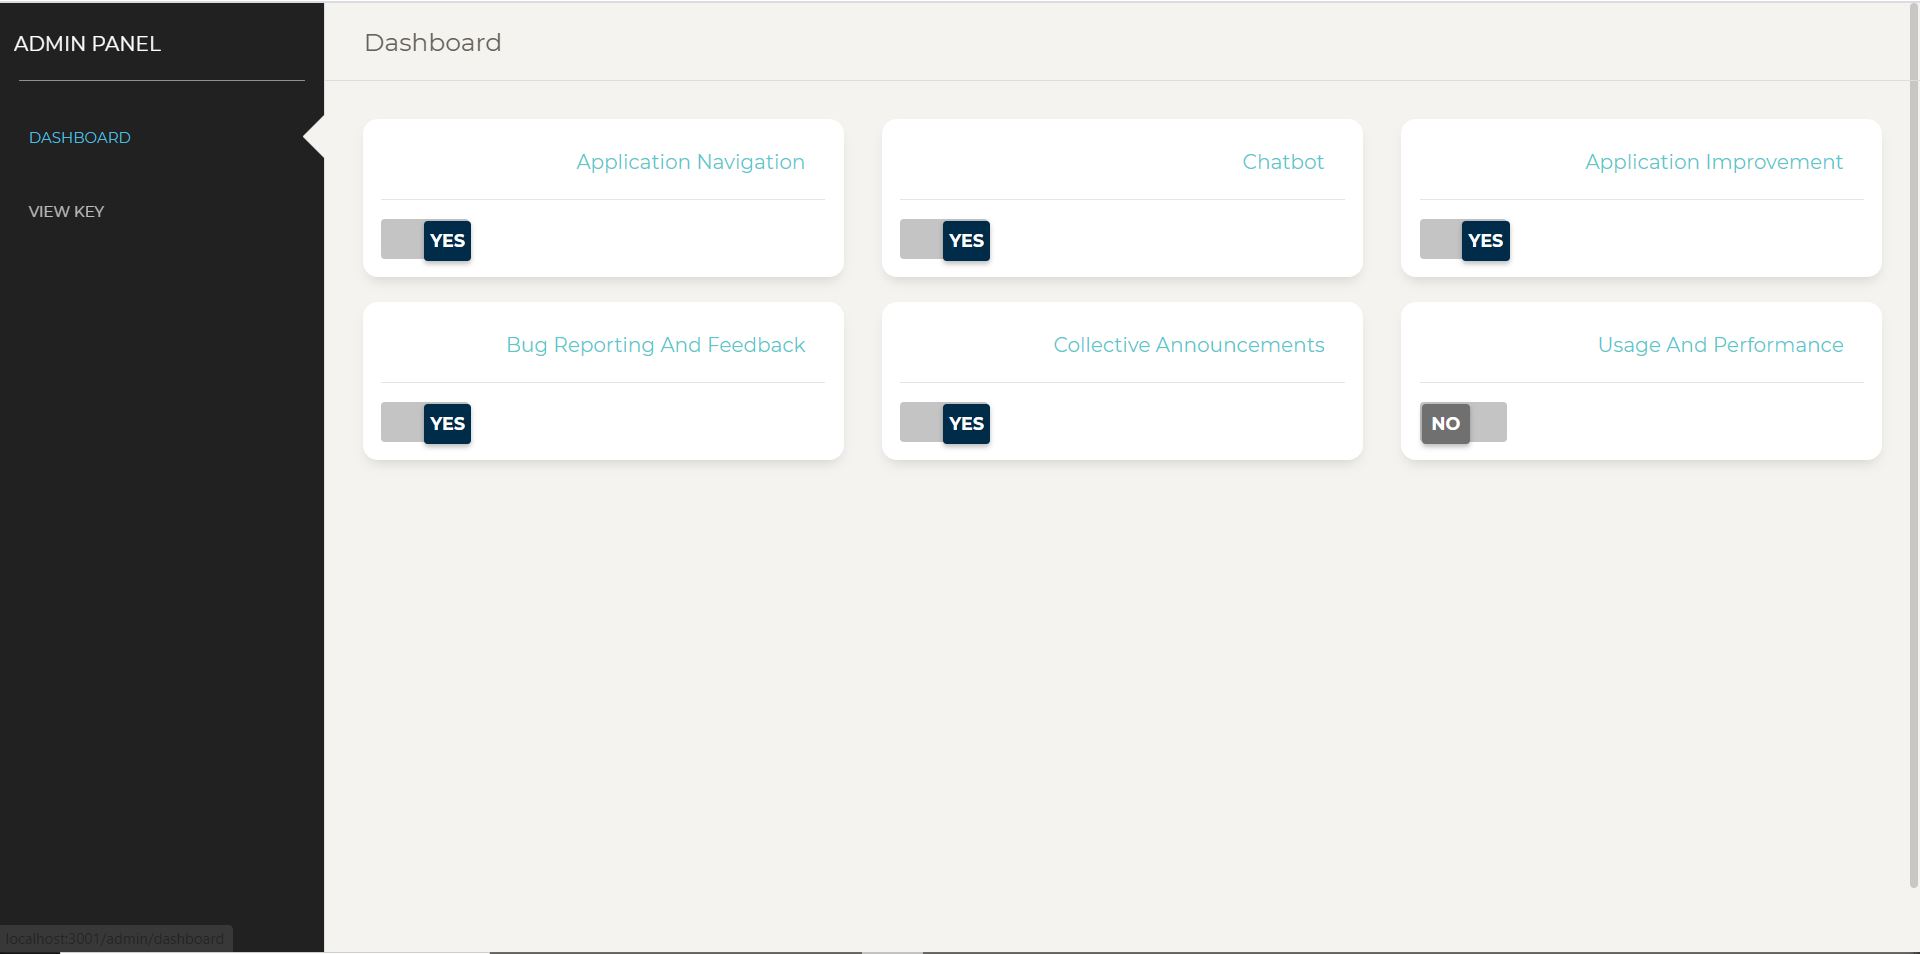 ADMIN PANEL
Dashboard
DASHBOARD
VIEW KEY
Application Navigation
YES
Chatbot
YES
Application Improvement
YES
Bug Reporting And Feedback
YES
Collective Announcements
YES
Usage And Performance
NO
localhost:3001/admin/dashboard